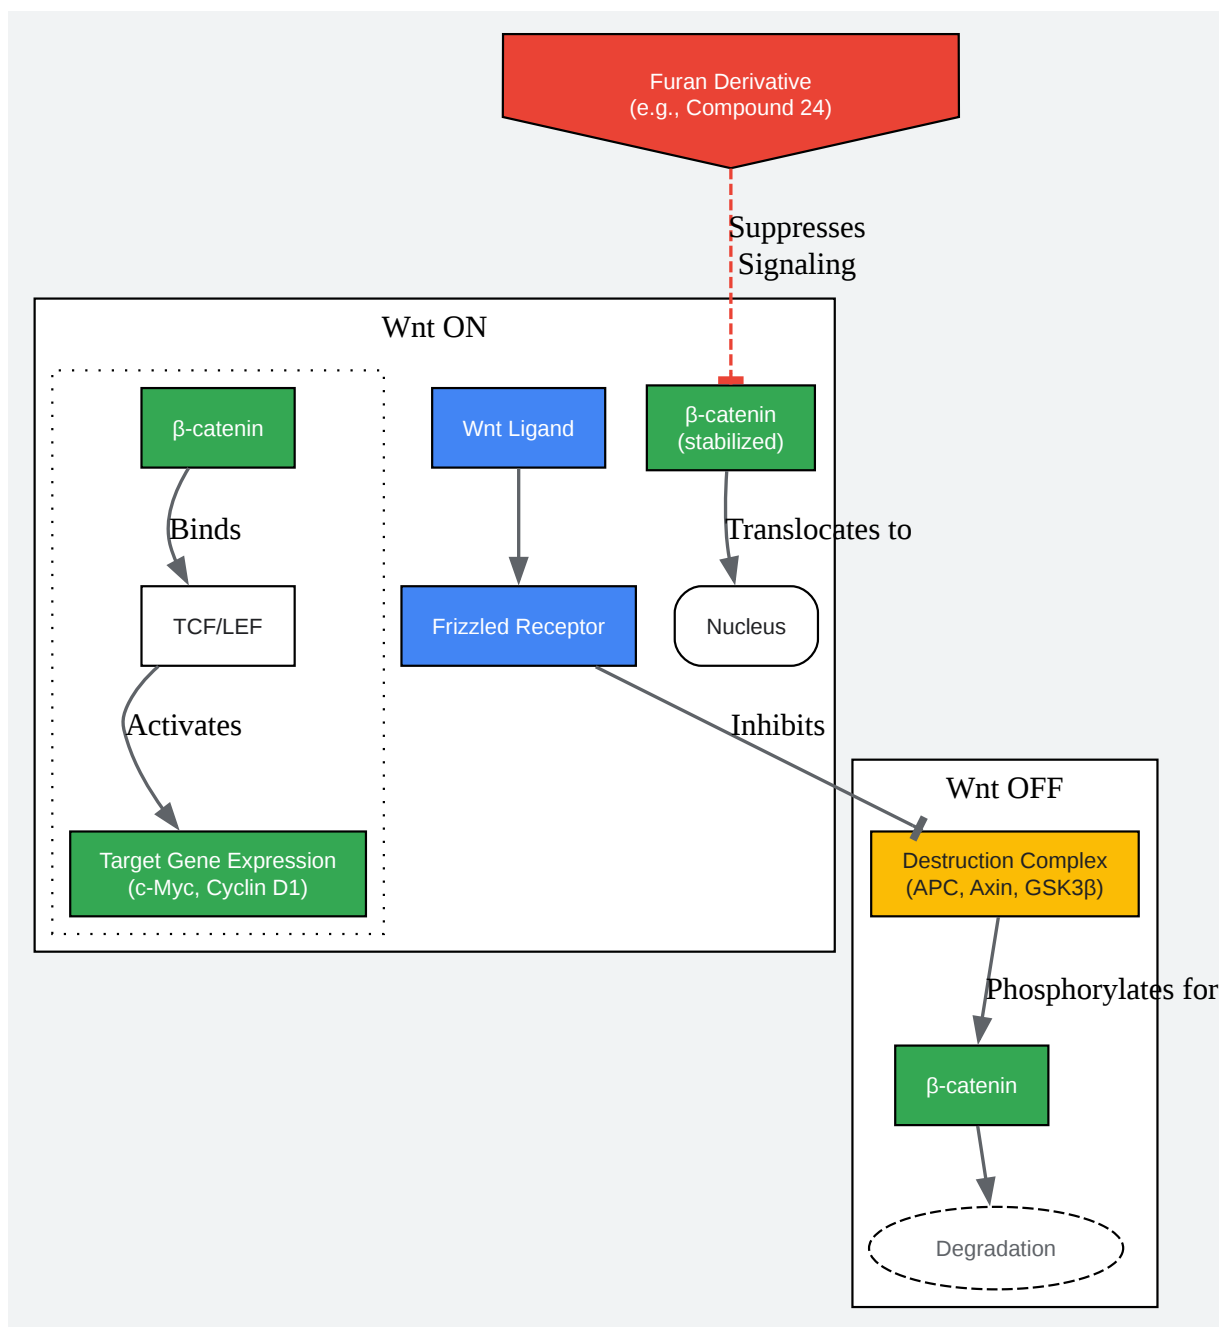 Furan Derivative
(e.g., Compound 24)
Suppresses
Signaling
Wnt ON
β-catenin
Wnt Ligand
β-catenin
(stabilized)
Binds
Translocates to
TCF/LEF
Frizzled Receptor
Nucleus
Activates
Inhibits
Wnt OFF
Target Gene Expression
(c-Myc, Cyclin D1)
Destruction Complex
(APC, Axin, GSK3β)
Phosphorylates for
β-catenin
Degradation